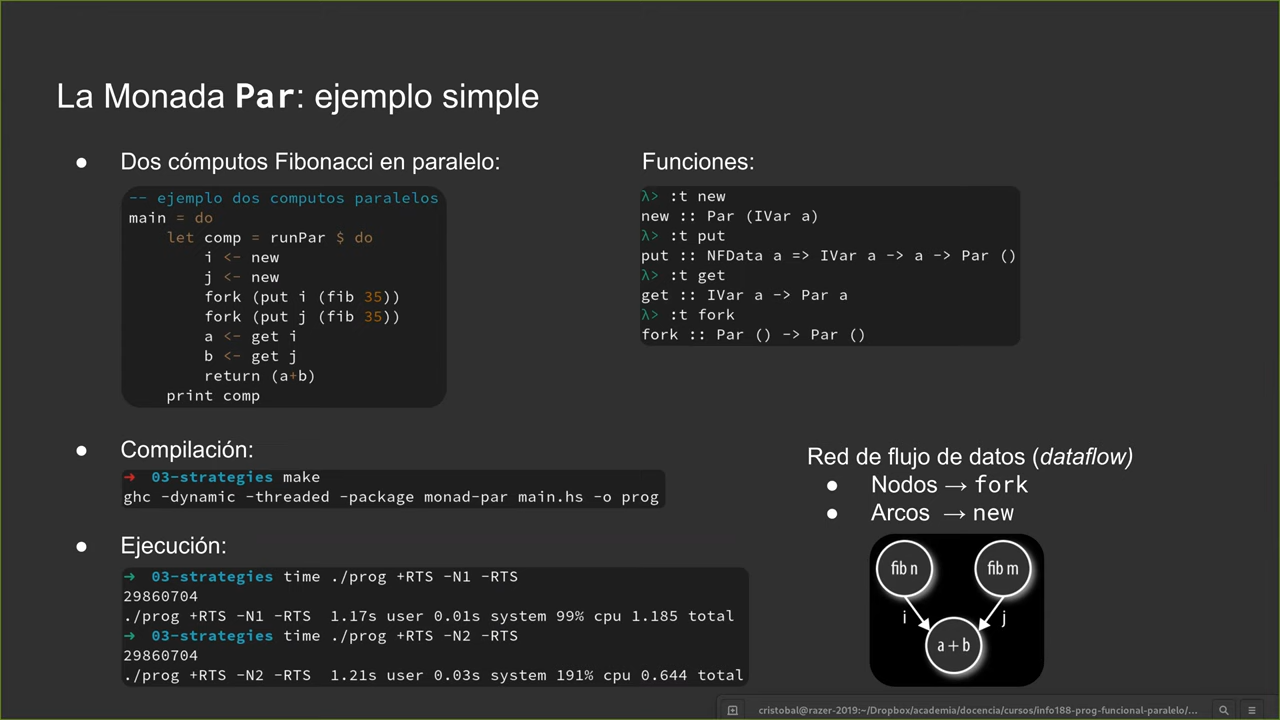 La Monada Par: ejemplo simple
● Dos cómputos Fibonacci en paralelo:
-- ejemplo dos computos paralelos
main = do
    let comp = runPar $ do
        i <- new
        j <- new
        fork (put i (fib 35))
        fork (put j (fib 35))
        a <- get i
        b <- get j
        return (a+b)
    print comp
Funciones:
λ> :t new
new :: Par (IVar a)
λ> :t put
put :: NFData a => IVar a -> a -> Par ()
λ> :t get
get :: IVar a -> Par a
λ> :t fork
fork :: Par () -> Par ()
● Compilación:
➜ 03-strategies make
ghc -dynamic -threaded -package monad-par main.hs -o prog
● Ejecución:
➜ 03-strategies time ./prog +RTS -N1 -RTS
29860704
./prog +RTS -N1 -RTS  1.17s user 0.01s system 99% cpu 1.185 total
➜ 03-strategies time ./prog +RTS -N2 -RTS
29860704
./prog +RTS -N2 -RTS  1.21s user 0.03s system 191% cpu 0.644 total
Red de flujo de datos (dataflow)
● Nodos → fork
● Arcos → new
fib n
fib m
i
j
a + b
cristobal@razer-2019:~/Dropbox/academia/docencia/cursos/info188-prog-funcional-paralelo/...